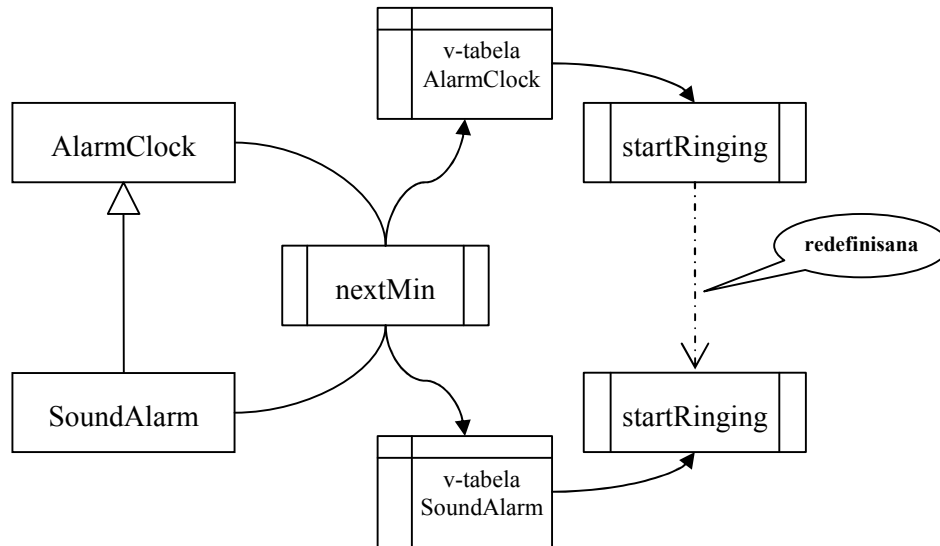 v-tabela
AlarmClock
AlarmClock
startRinging
redefinisana
nextMin
SoundAlarm
startRinging
v-tabela
SoundAlarm